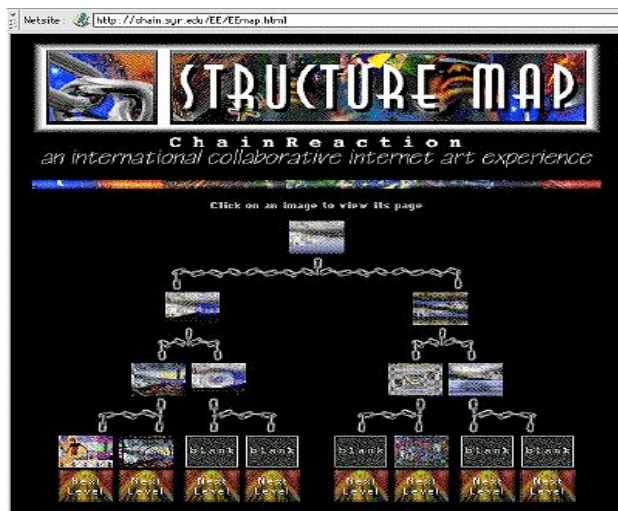 Netsite: http://chain.syr.edu/EE/EEmap.html
STRUCTURE MAP
ChainReaction
an international collaborative internet art experience
Click on an image to view its page
blank blank blank blank blank
Next Level Next Level Next Level Next Level Next Level Next Level Next Level Next Level